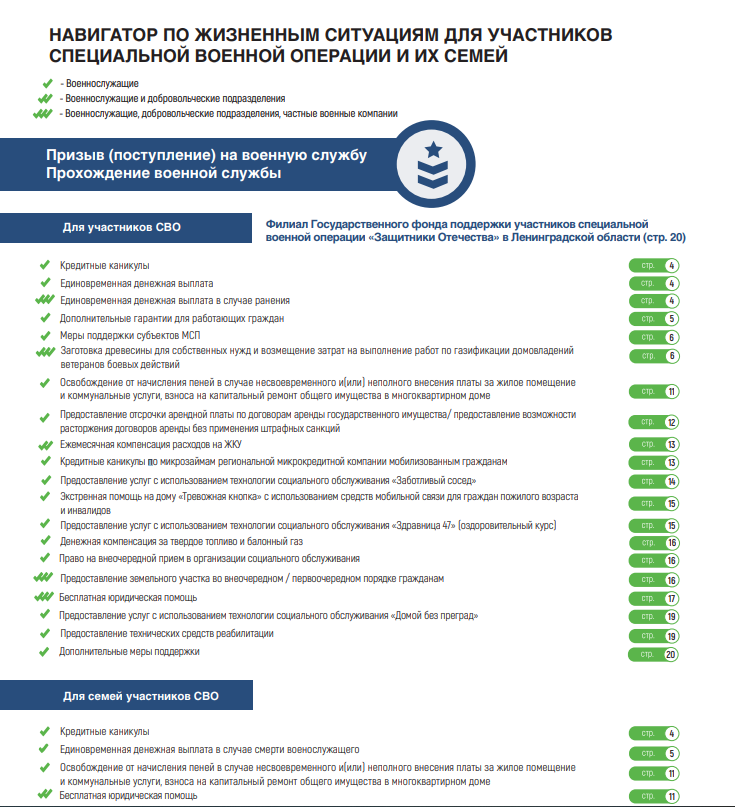 НАВИГАТОР ПО ЖИЗНЕННЫМ СИТУАЦИЯМ ДЛЯ УЧАСТНИКОВ
СПЕЦИАЛЬНОЙ ВОЕННОЙ ОПЕРАЦИИ И ИХ СЕМЕЙ
- Военнослужащие
- Военнослужащие и добровольческие подразделения
- Военнослужащие, добровольческие подразделения, частные военные компании
Призыв (поступление) на военную службу
Прохождение военной службы
Для участников СВО
Филиал Государственного фонда поддержки участников специальной
военной операции «Защитники Отечества» в Ленинградской области (стр. 20)
Кредитные каникулы стр. 4
Единовременная денежная выплата стр. 4
Единовременная денежная выплата в случае ранения стр. 4
Дополнительные гарантии для работающих граждан стр. 5
Меры поддержки субъектов МСП стр. 6
Заготовка древесины для собственных нужд и возмещение затрат на выполнение работ по газификации домовладений стр. 6
ветеранов боевых действий
Освобождение от начисления пеней в случае несвоевременного и(или) неполного внесения платы за жилое помещение
и коммунальные услуги, взноса на капитальный ремонт общего имущества в многоквартирном доме стр. 11
Предоставление отсрочки арендной платы по договорам аренды государственного имущества/ предоставление возможности
расторжения договоров аренды без применения штрафных санкций стр. 12
Ежемесячная компенсация расходов на ЖКУ стр. 13
Кредитные каникулы по микрозаймам региональной микрокредитной компании мобилизованным гражданам стр. 13
Предоставление услуг с использованием технологии социального обслуживания «Заботливый сосед» стр. 14
Экстренная помощь на дому «Тревожная кнопка» с использованием средств мобильной связи для граждан пожилого возраста стр. 15
и инвалидов
Предоставление услуг с использованием технологии социального обслуживания «Здравница 47» (оздоровительный курс) стр. 15
Денежная компенсация за твердое топливо и балонный газ стр. 16
Право на внеочередной прием в организации социального обслуживания стр. 16
Предоставление земельного участка во внеочередном / первоочередном порядке гражданам стр. 16
Бесплатная юридическая помощь стр. 17
Предоставление услуг с использованием технологии социального обслуживания «Домой без преград» стр. 19
Предоставление технических средств реабилитации стр. 19
Дополнительные меры поддержки стр. 20
Для семей участников СВО
Кредитные каникулы стр. 4
Единовременная денежная выплата в случае смерти военослужащего стр. 5
Освобождение от начисления пеней в случае несвоевременного и(или) неполного внесения платы за жилое помещение стр. 11
и коммунальные услуги, взноса на капитальный ремонт общего имущества в многоквартирном доме
Бесплатная юридическая помощь стр. 11